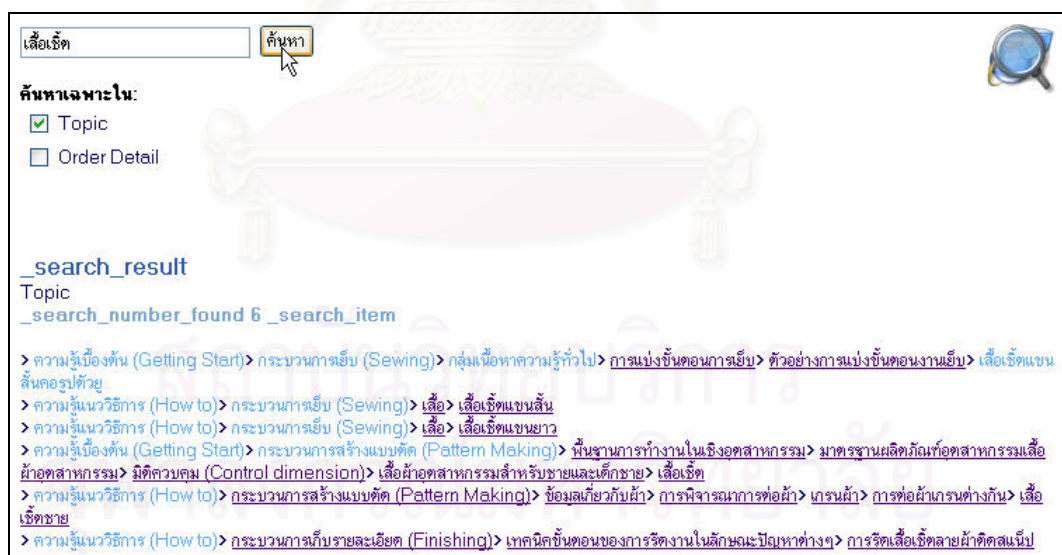 เสื้อเชิ้ต
ค้นหา
ค้นหาเฉพาะใน:
Topic
Order Detail
_search_result
Topic
_search_number_found 6 _search_item
> ความรู้เบื้องต้น (Getting Start)> กระบวนการเย็บ (Sewing)> กลุ่มเนื้อหาความรู้ทั่วไป> การแบ่งขั้นตอนการเย็บ> ตัวอย่างการแบ่งขั้นตอนงานเย็บ> เสื้อเชิ้ตแขน
สั้นคอรูปตัวยู
> ความรู้แนววิธีการ (How to)> กระบวนการเย็บ (Sewing)> เสื้อ> เสื้อเชิ้ตแขนสั้น
> ความรู้แนววิธีการ (How to)> กระบวนการเย็บ (Sewing)> เสื้อ> เสื้อเชิ้ตแขนยาว
> ความรู้เบื้องต้น (Getting Start)> กระบวนการสร้างแบบตัด (Pattern Making)> พื้นฐานการทำงานในเชิงอุตสาหกรรม> มาตรฐานผลิตภัณฑ์อุตสาหกรรมเสื้อ
ผ้าอุตสาหกรรม> มิติควบคุม (Control dimension)> เสื้อผ้าอุตสาหกรรมสำหรับชายและเด็กชาย> เสื้อเชิ้ต
> ความรู้แนววิธีการ (How to)> กระบวนการสร้างแบบตัด (Pattern Making)> ข้อมูลเกี่ยวกับผ้า> การพิจารณาการต่อผ้า> เกรนผ้า> การต่อผ้าเกรนต่างกัน> เสื้อ
เชิ้ตชาย
> ความรู้แนววิธีการ (How to)> กระบวนการเก็บรายละเอียด (Finishing)> เทคนิคขั้นตอนของการรีดงานในลักษณะปัญหาต่างๆ> การรีดเสื้อเชิ้ตลายผ้าติดสแน็ป
สถาบันวิทยบริการ